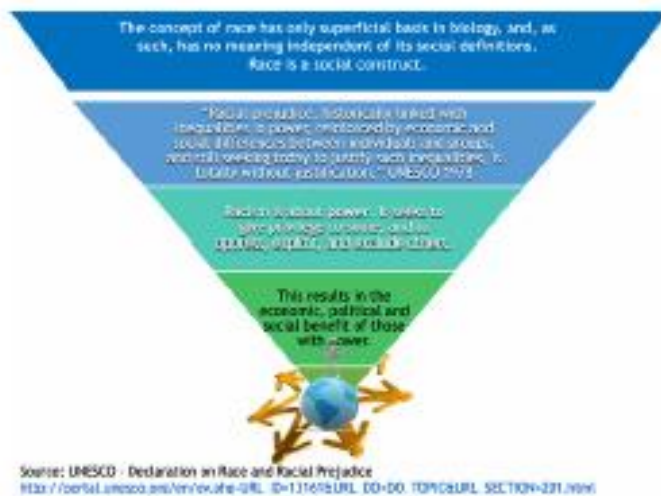 The concept of race has only superficial basis in biology, and, as
such, has no meaning independent of its social definitions.
Race is a social construct.
"Racial prejudice, historically linked with
inequalities in power, reinforced by economic and
social differences between individuals and groups,
and still seeking today to justify such inequalities, is
totally without justification." UNESCO 1978
Racism is about power. It seeks to
give privilege to some, and to
oppress, exploit, and exclude others.
This results in the
economic, political and
social benefit of those
with power.
Source: UNESCO - Declaration on Race and Racial Prejudice